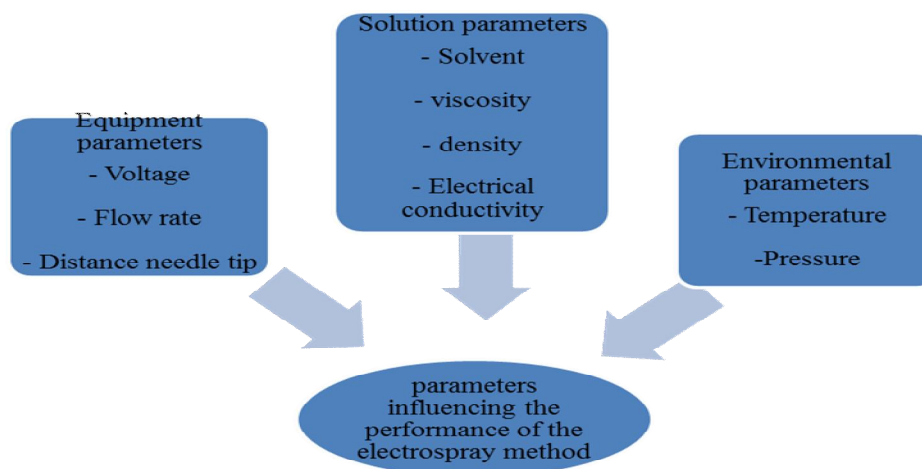 Equipment
parameters
- Voltage
- Flow rate
- Distance needle tip
Solution parameters
- Solvent
- viscosity
- density
- Electrical
conductivity
Environmental
parameters
- Temperature
-Pressure
parameters
influencing the
performance of the
electrospray method